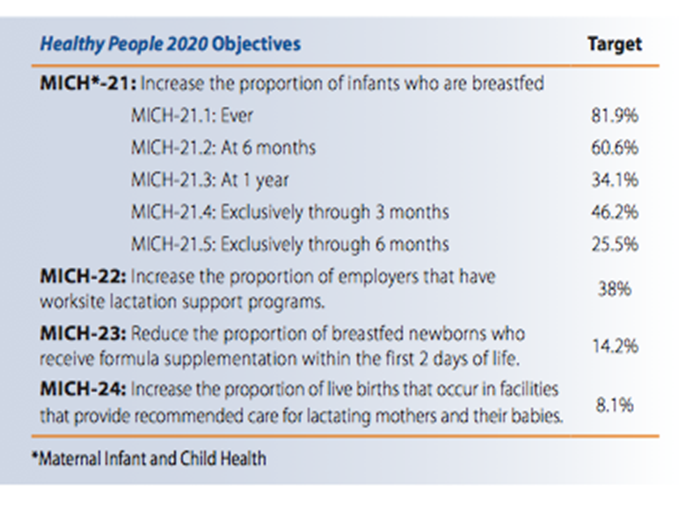 Healthy People 2020 Objectives Target
MICH*-21: Increase the proportion of infants who are breastfed
MICH-21.1: Ever 81.9%
MICH-21.2: At 6 months 60.6%
MICH-21.3: At 1 year 34.1%
MICH-21.4: Exclusively through 3 months 46.2%
MICH-21.5: Exclusively through 6 months 25.5%
MICH-22: Increase the proportion of employers that have
worksite lactation support programs. 38%
MICH-23: Reduce the proportion of breastfed newborns who
receive formula supplementation within the first 2 days of life. 14.2%
MICH-24: Increase the proportion of live births that occur in facilities
that provide recommended care for lactating mothers and their babies. 8.1%
*Maternal Infant and Child Health